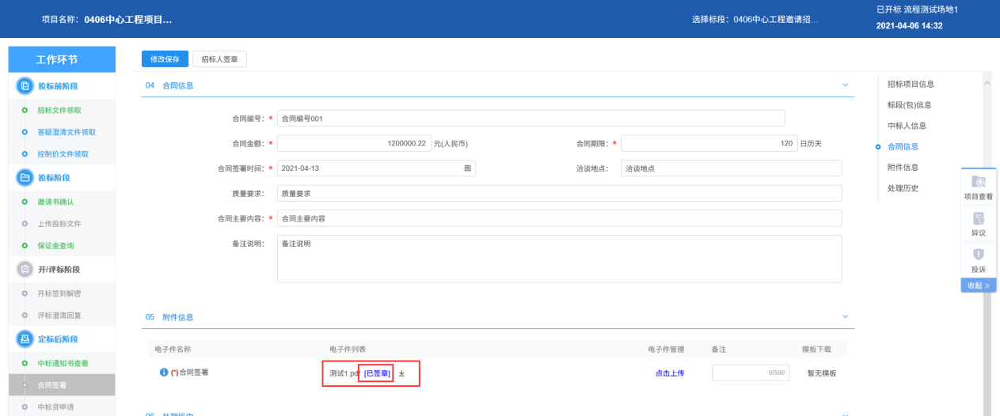 项目名称: 0406中心工程项目...
选择标段: 0406中心工程邀请招...
已开标 流程测试场地1
2021-04-06 14:32
工作环节
投标前阶段
招标文件领取
答疑澄清文件领取
控制价文件领取
投标阶段
邀请书确认
上传投标文件
保证金查询
开/评标阶段
开标签到解密
评标澄清回复
定标后阶段
中标通知书查看
合同签署
中标贷申请
修改保存
招标人签章
04 合同信息
合同编号: * 合同编号001
合同金额: * 1200000.22 元(人民币) 合同期限: * 120 日历天
合同签署时间: * 2021-04-13 洽谈地点: 洽谈地点
质量要求: 质量要求
合同主要内容: * 合同主要内容
备注说明: 备注说明
05 附件信息
电子件名称 电子件列表 电子件管理 备注 模板下载
(*)合同签署 测试1.pdf [已签章] 点击上传 0/500 暂无模板
06 处理历史
招标项目信息
标段(包)信息
中标人信息
合同信息
附件信息
处理历史
项目查看
异议
投诉
收起 »